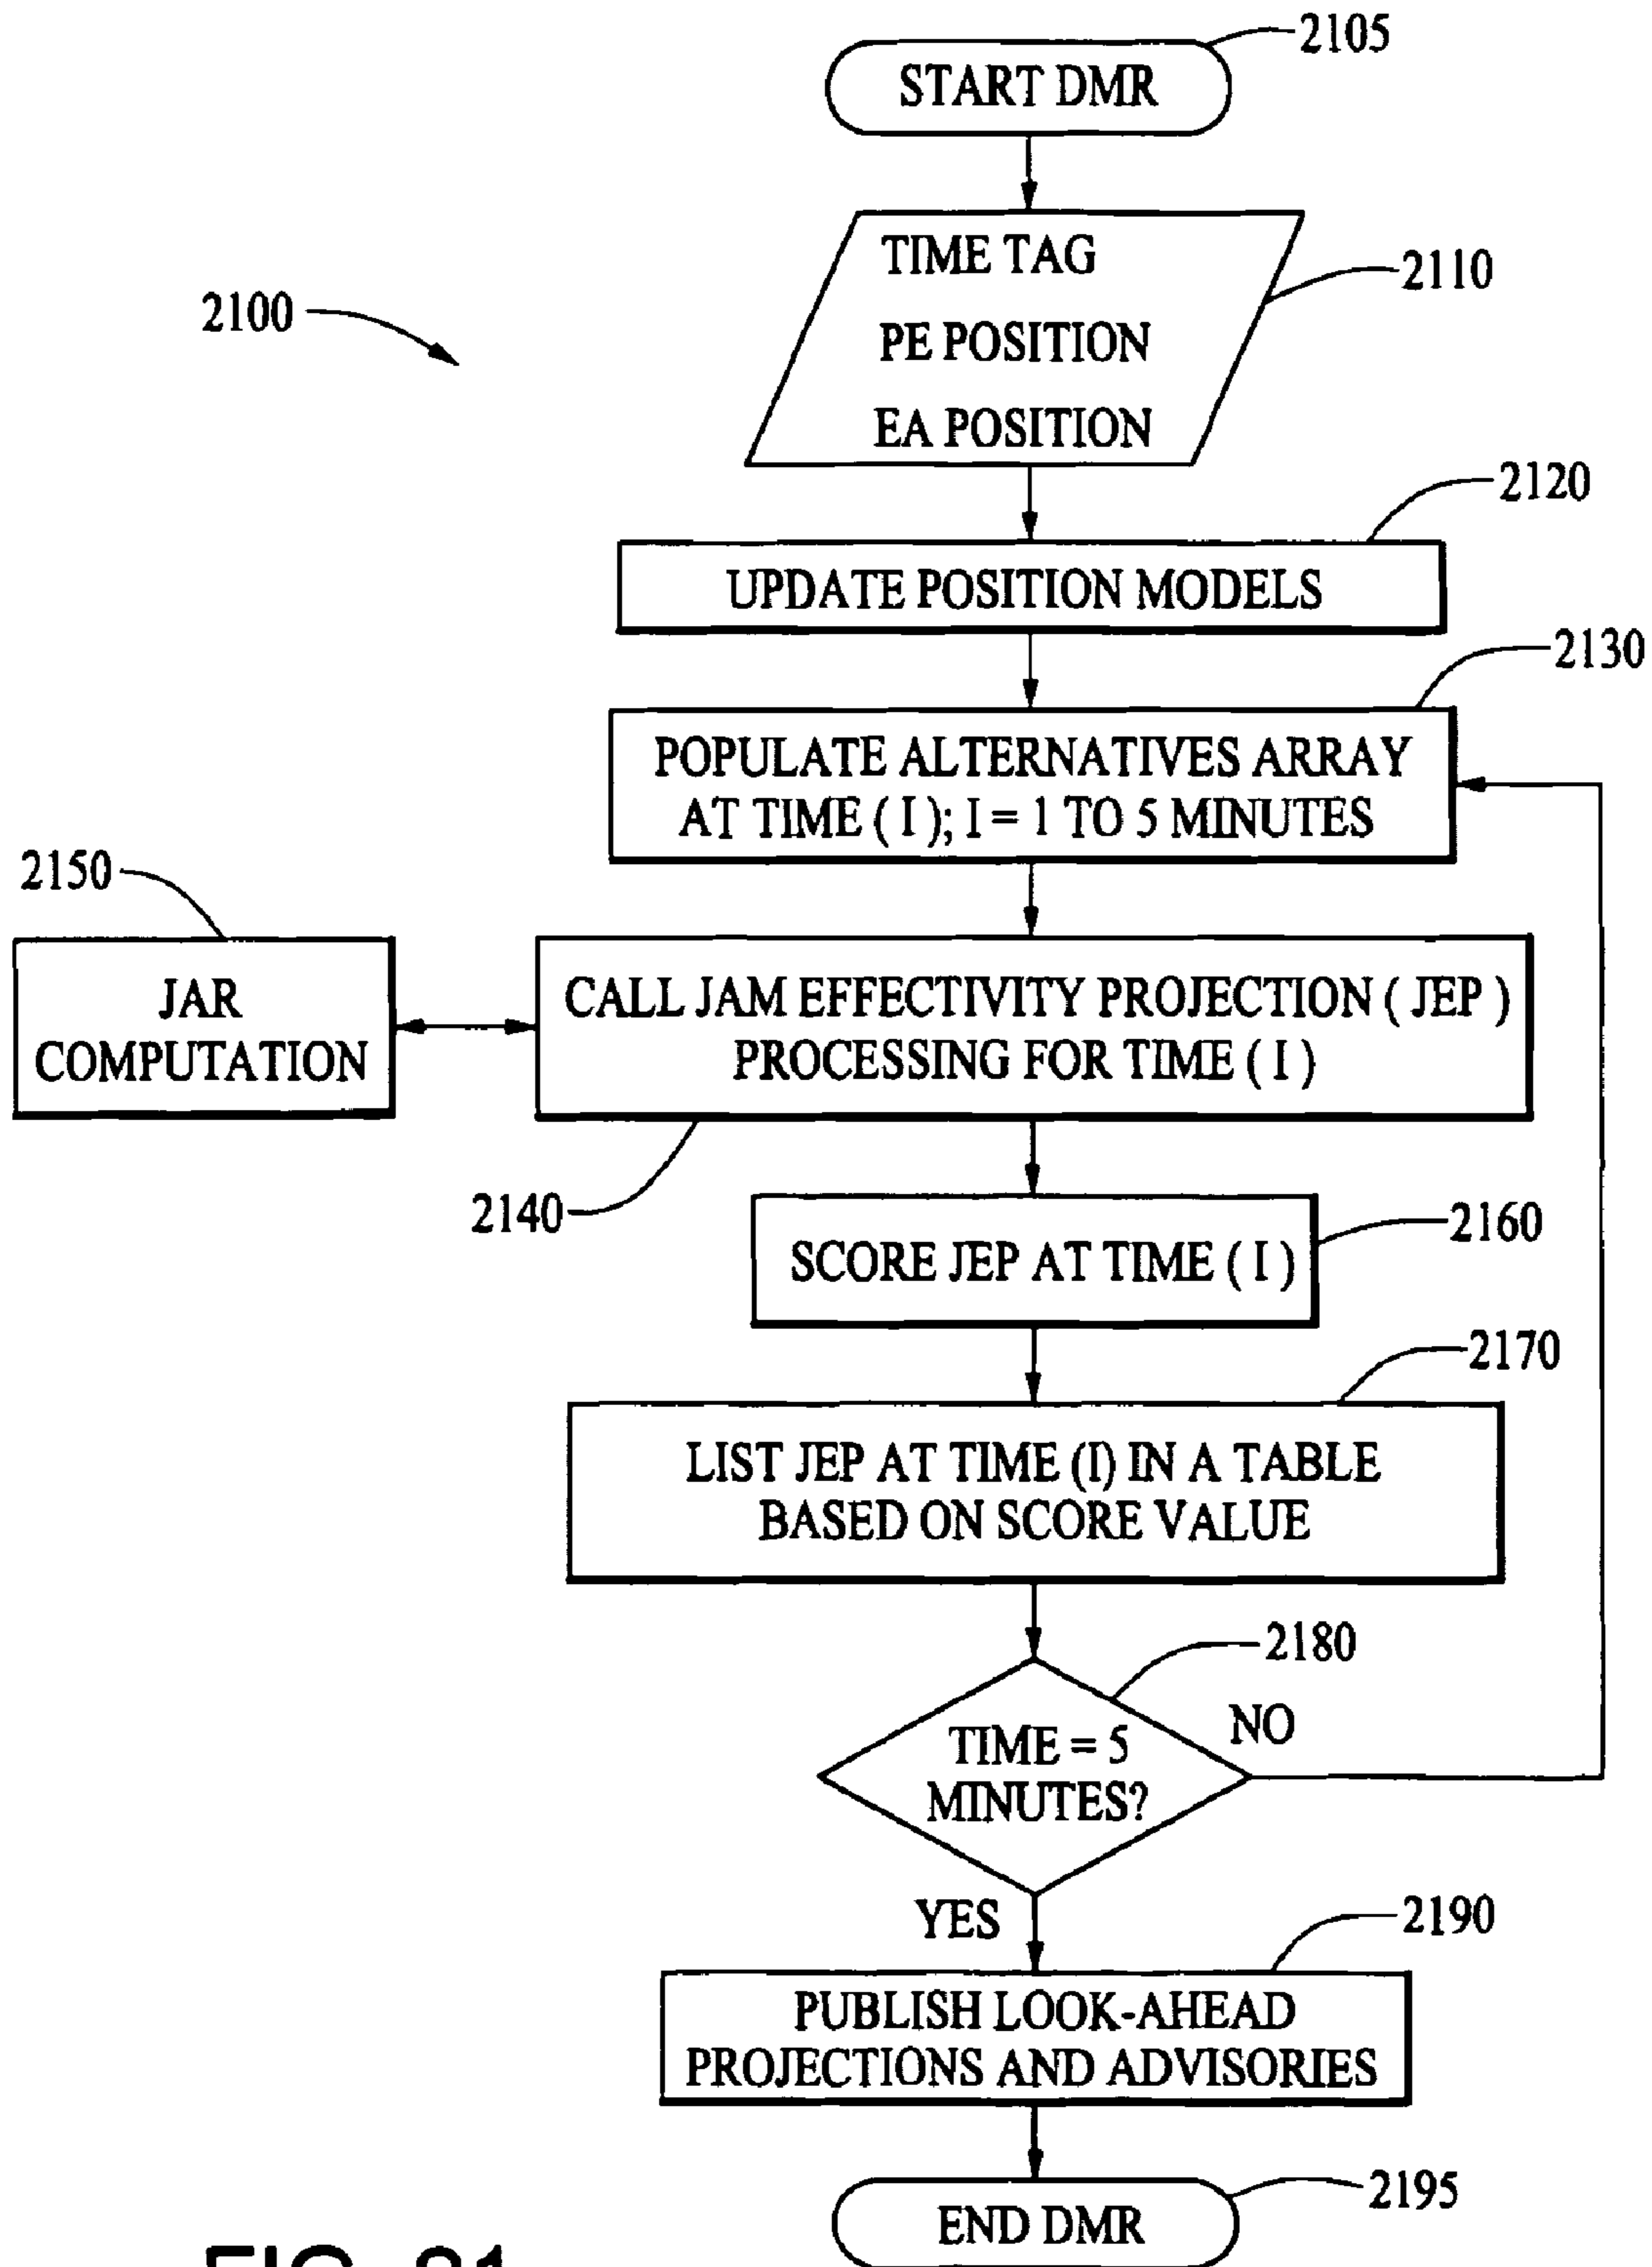 2105
START DMR
2100
TIME TAG
PE POSITION
EA POSITION
2110
2120
UPDATE POSITION MODELS
2130
POPULATE ALTERNATIVES ARRAY
AT TIME ( I ); I = 1 TO 5 MINUTES
2150
JAR
COMPUTATION
CALL JAM EFFECTIVITY PROJECTION ( JEP )
PROCESSING FOR TIME ( I )
2140
2160
SCORE JEP AT TIME ( I )
2170
LIST JEP AT TIME (I) IN A TABLE
BASED ON SCORE VALUE
2180
TIME = 5
MINUTES?
NO
YES
2190
PUBLISH LOOK-AHEAD
PROJECTIONS AND ADVISORIES
2195
END DMR
FIG. 21